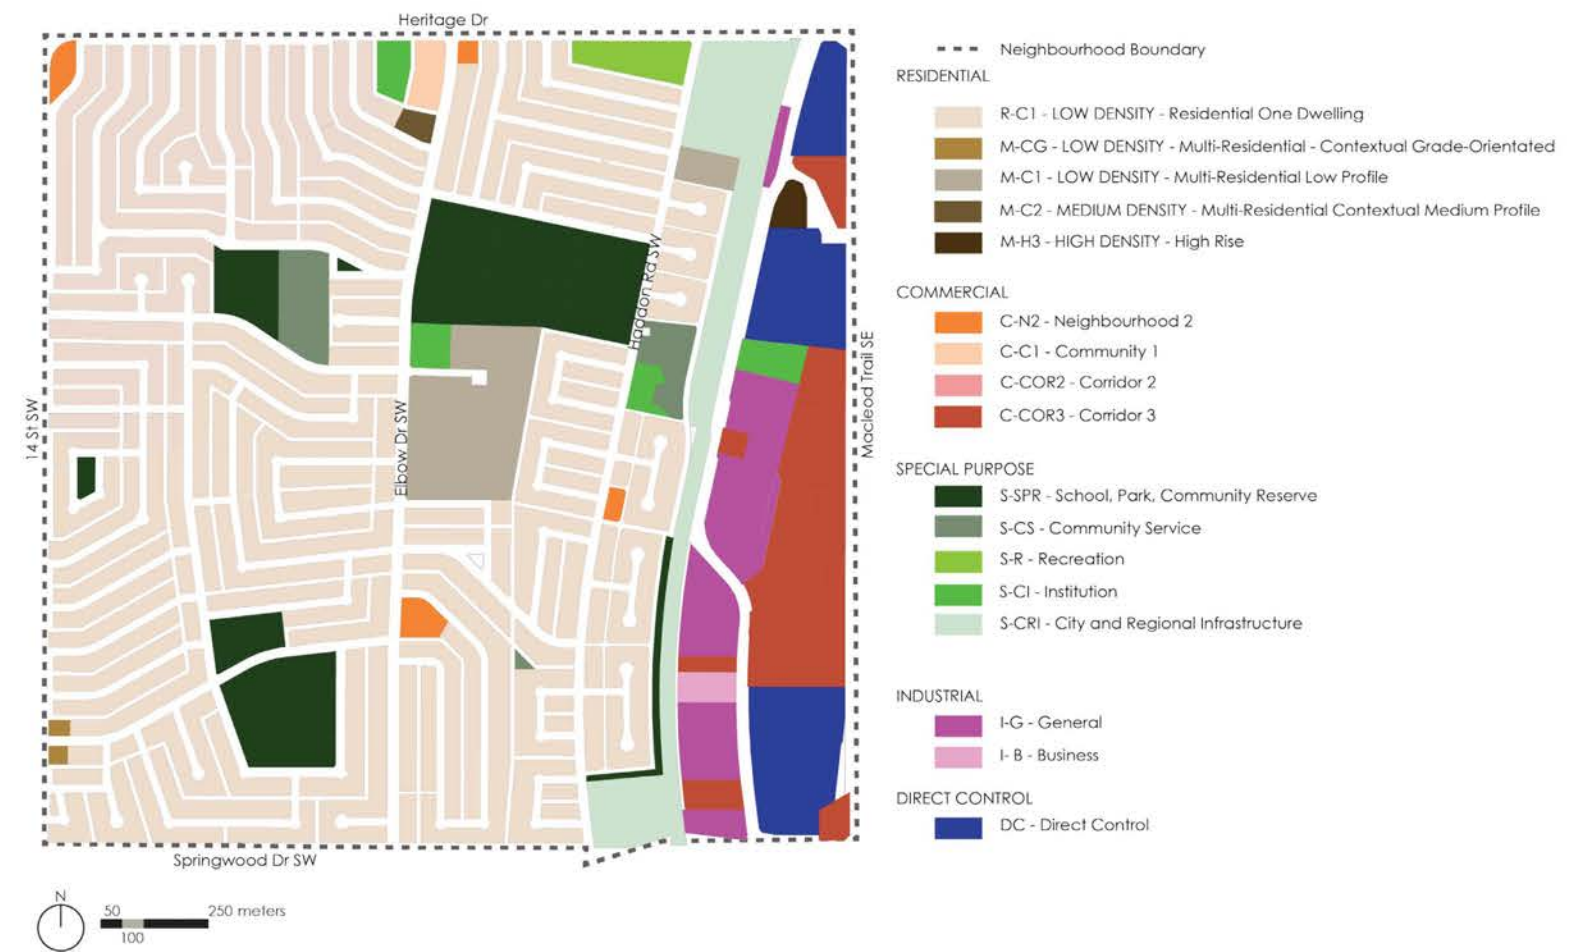 Heritage Dr
Neighbourhood Boundary
RESIDENTIAL
R-C1 - LOW DENSITY - Residential One Dwelling
M-CG - LOW DENSITY - Multi-Residential - Contextual Grade-Orientated
M-C1 - LOW DENSITY - Multi-Residential Low Profile
M-C2 - MEDIUM DENSITY - Multi-Residential Contextual Medium Profile
M-H3 - HIGH DENSITY - High Rise
COMMERCIAL
C-N2 - Neighbourhood 2
C-C1 - Community 1
C-COR2 - Corridor 2
C-COR3 - Corridor 3
SPECIAL PURPOSE
S-SPR - School, Park, Community Reserve
S-CS - Community Service
S-R - Recreation
S-CI - Institution
S-CRI - City and Regional Infrastructure
INDUSTRIAL
I-G - General
I- B - Business
DIRECT CONTROL
DC - Direct Control
14 St SW
Elbow Dr SW
Haddon Rd SW
Macleod Trail SE
Springwood Dr SW
N
50
250 meters
100